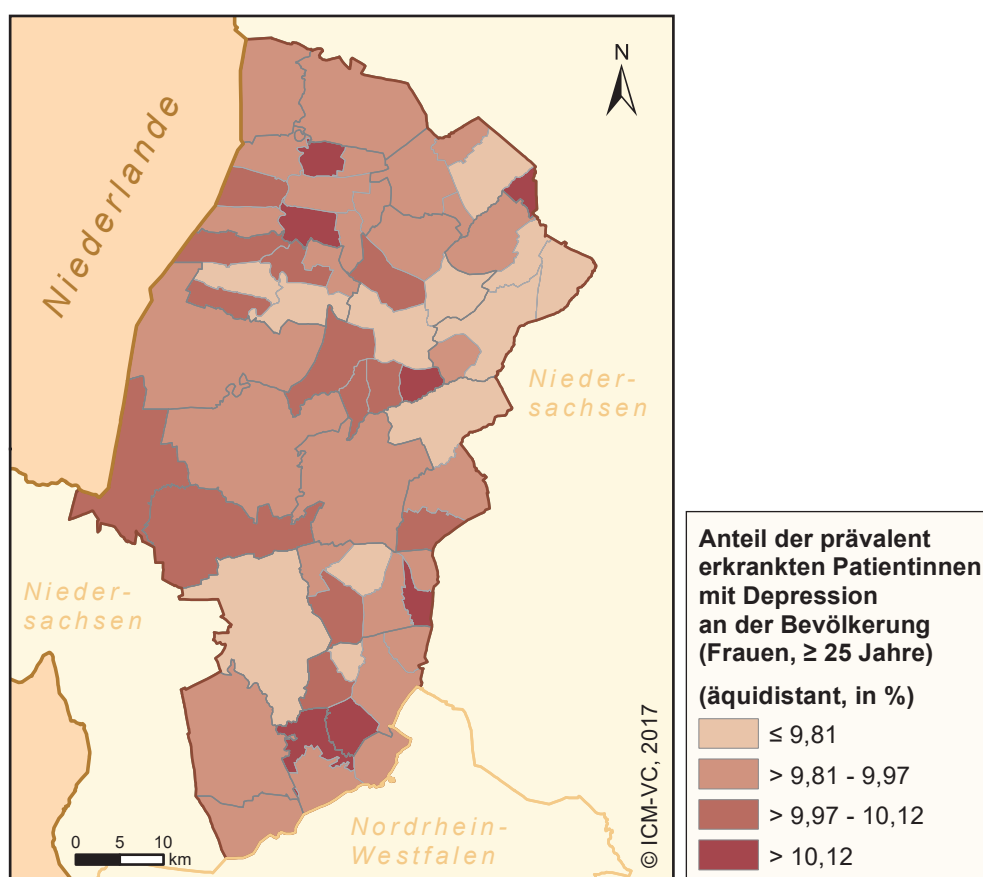 N
Niederlande
Nieder-
sachsen
Nieder-
sachsen
Nordrhein-
Westfalen
0 5 10
km
© ICM-VC, 2017
Anteil der prävalent
erkrankten Patientinnen
mit Depression
an der Bevölkerung
(Frauen, ≥ 25 Jahre)
(äquidistant, in %)
≤ 9,81
> 9,81 - 9,97
> 9,97 - 10,12
> 10,12